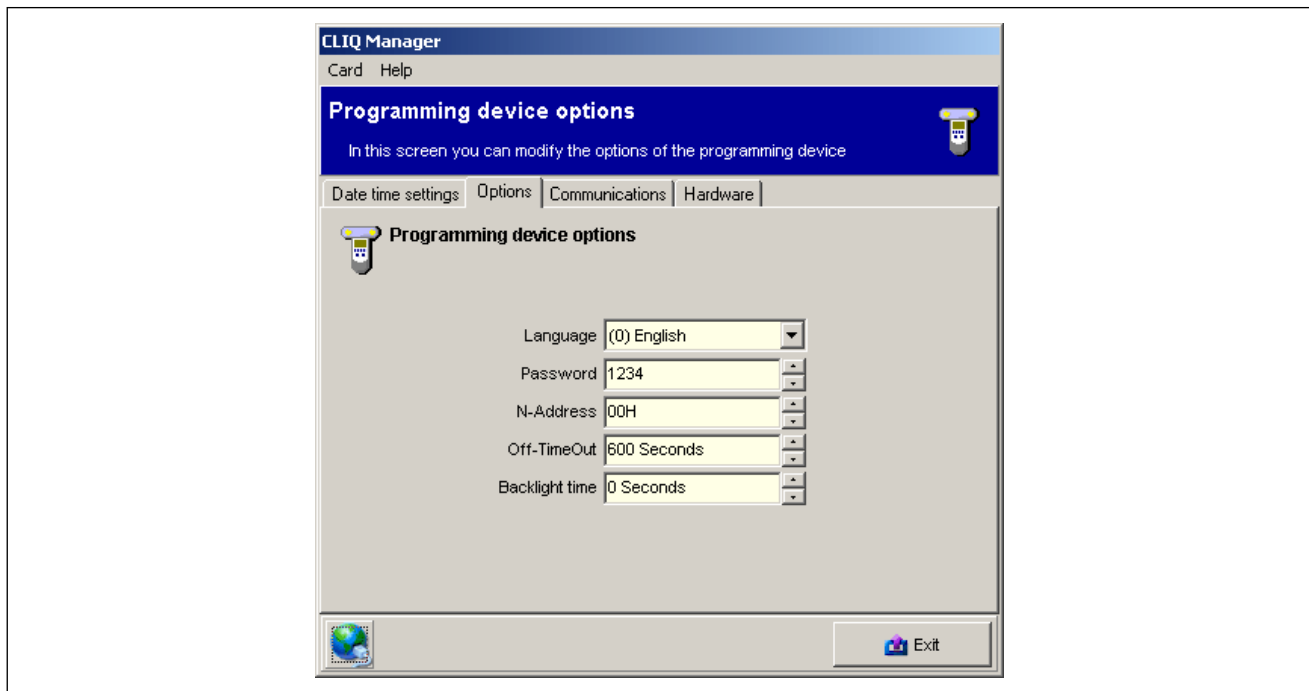 CLIQ Manager
Card Help
Programming device options
In this screen you can modify the options of the programming device
Date time settings Options Communications Hardware
Programming device options
Language (0) English
Password 1234
N-Address 00H
Off-TimeOut 600 Seconds
Backlight time 0 Seconds
Exit